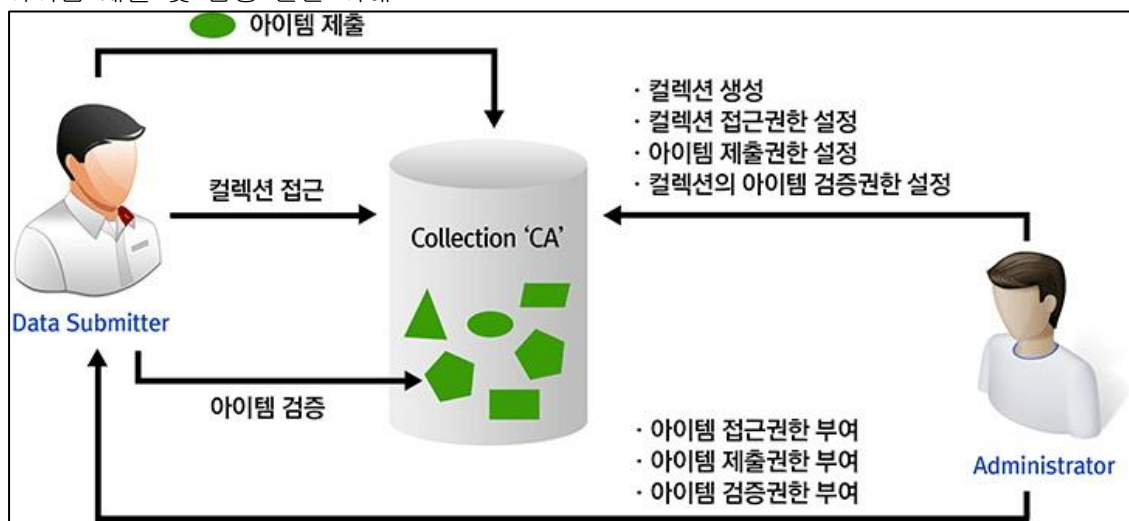 아이템 제출
· 컬렉션 생성
· 컬렉션 접근권한 설정
· 아이템 제출권한 설정
· 컬렉션의 아이템 검증권한 설정
컬렉션 접근
Collection ‘CA’
Data Submitter
아이템 검증
· 아이템 접근권한 부여
· 아이템 제출권한 부여
· 아이템 검증권한 부여
Administrator